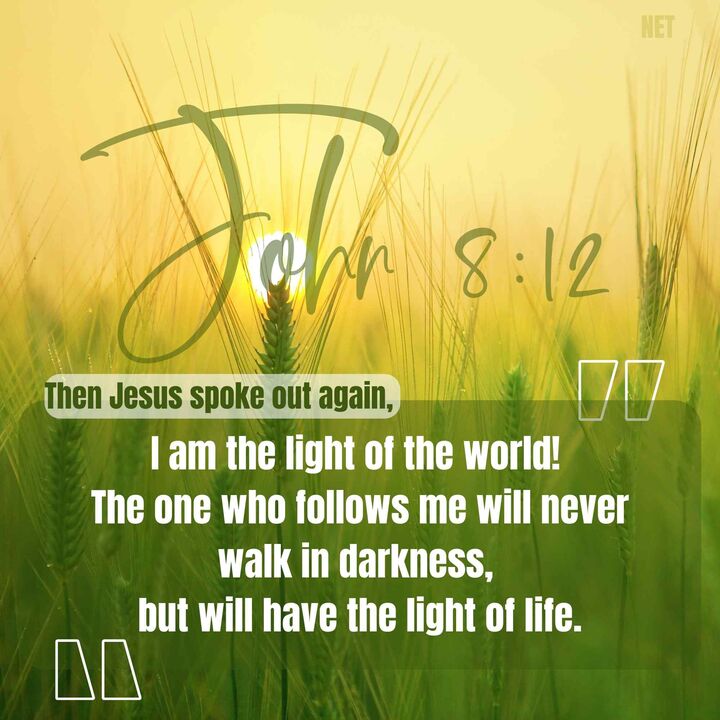 NET
John 8:12
Then Jesus spoke out again,
I am the light of the world!
The one who follows me will never
walk in darkness,
but will have the light of life.